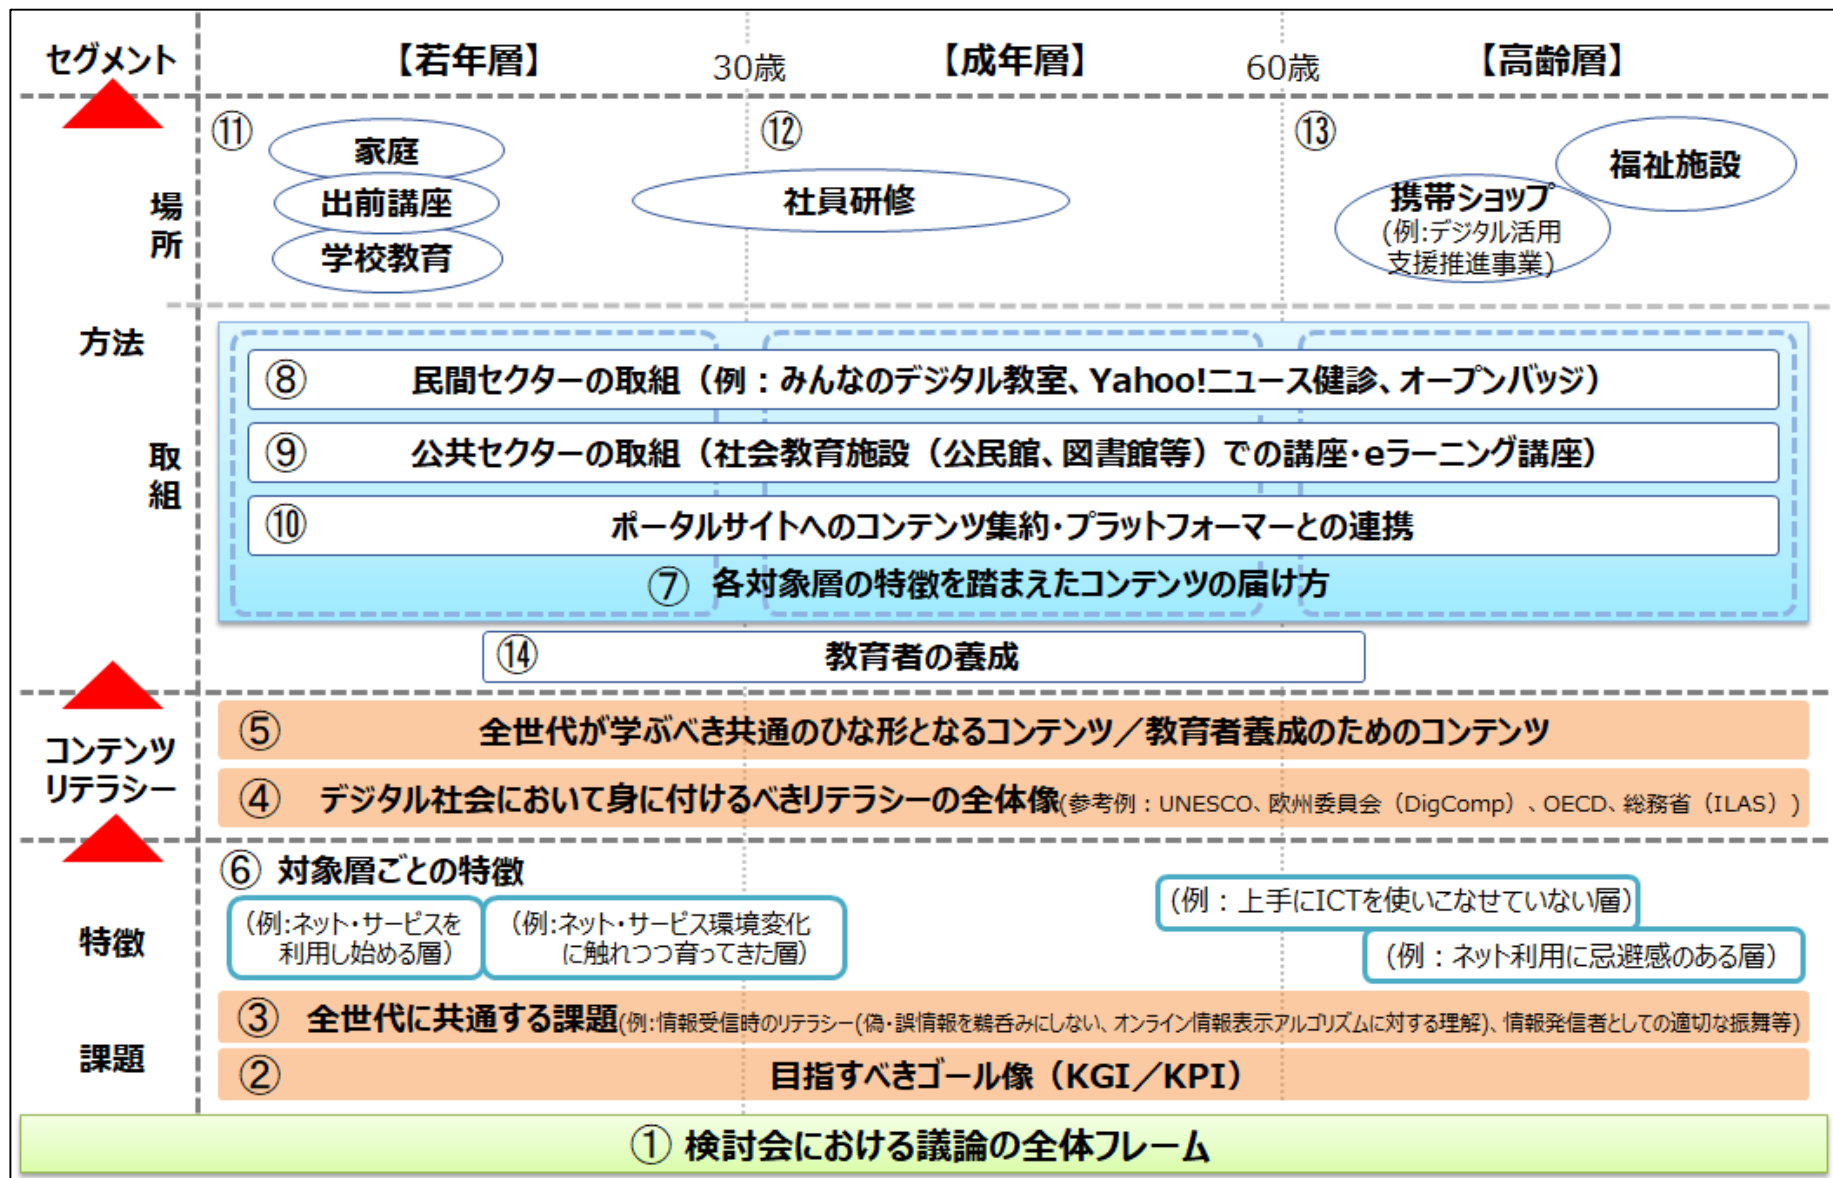 セグメント
【若年層】
30歳
【成年層】
60歳
【高齢層】
場所
⑪
家庭
出前講座
学校教育
⑫
社員研修
⑬
福祉施設
携帯ショップ
(例:デジタル活用
支援推進事業)
方法
取組
⑧ 民間セクターの取組（例：みんなのデジタル教室、Yahoo!ニュース健診、オープンバッジ）
⑨ 公共セクターの取組（社会教育施設（公民館、図書館等）での講座･eラーニング講座）
⑩ ポータルサイトへのコンテンツ集約･プラットフォーマーとの連携
⑦ 各対象層の特徴を踏まえたコンテンツの届け方
⑭ 教育者の養成
コンテンツ
リテラシー
⑤ 全世代が学ぶべき共通のひな形となるコンテンツ／教育者養成のためのコンテンツ
④ デジタル社会において身に付けるべきリテラシーの全体像(参考例：UNESCO、欧州委員会（DigComp）、OECD、総務省（ILAS）)
特徴
⑥ 対象層ごとの特徴
（例:ネット・サービスを
利用し始める層）
（例:ネット・サービス環境変化
に触れつつ育ってきた層）
（例：上手にICTを使いこなせていない層）
（例：ネット利用に忌避感のある層）
課題
③ 全世代に共通する課題(例:情報受信時のリテラシー(偽・誤情報を鵜呑みにしない、オンライン情報表示アルゴリズムに対する理解)、情報発信者としての適切な振舞等)
② 目指すべきゴール像（KGI／KPI）
① 検討会における議論の全体フレーム